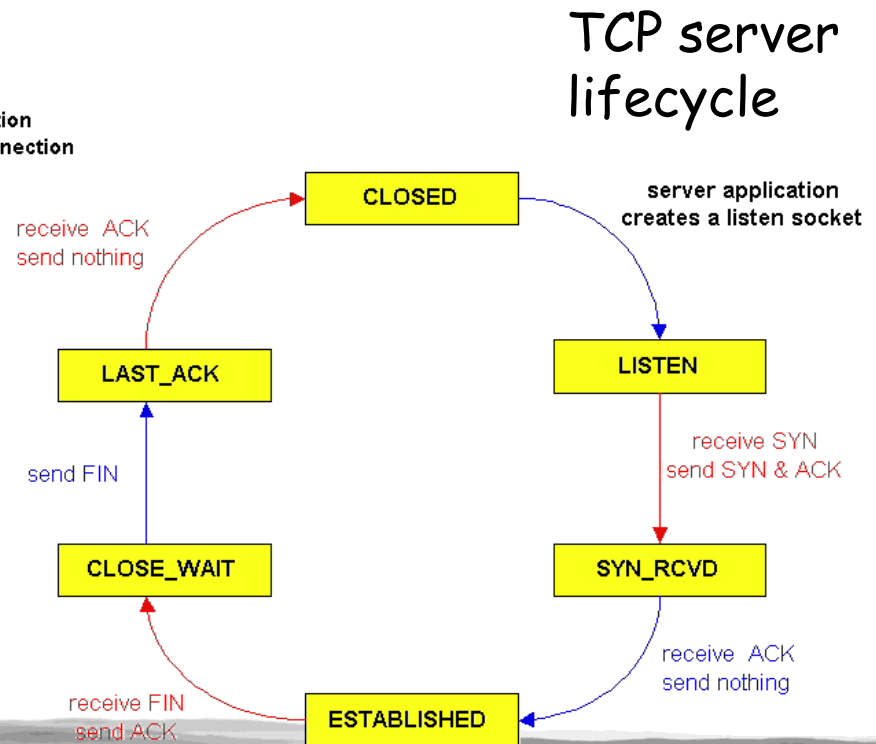 TCP server
lifecycle
nection
CLOSED
server application
creates a listen socket
receive ACK
send nothing
LAST_ACK
LISTEN
receive SYN
send SYN & ACK
send FIN
CLOSE_WAIT
SYN_RCVD
receive ACK
send nothing
receive FIN
send ACK
ESTABLISHED